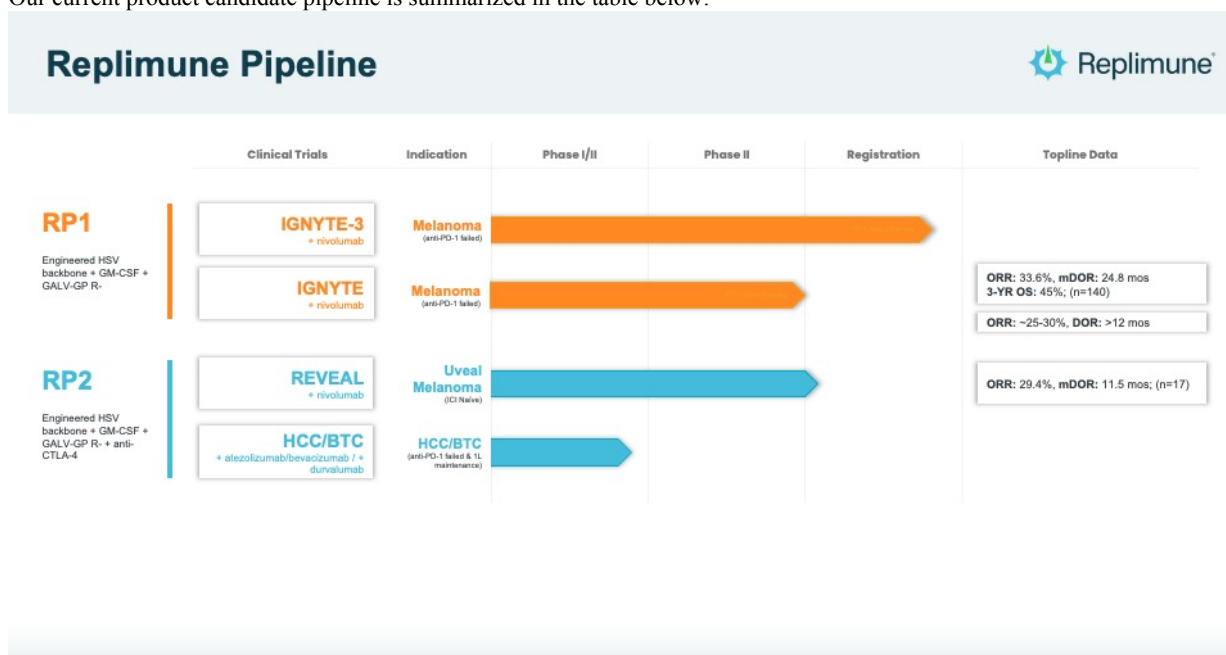 Our current product candidate pipeline is summarized in the table below:
Replimune Pipeline
Replimune
Clinical Trials
Indication
Phase I/II
Phase II
Registration
Topline Data
RP1
Engineered HSV
backbone + GM-CSF +
GALV-GP R-
IGNYTE-3
+ nivolumab
Melanoma
(anti-PD-1 failed)
IGNYTE
+ nivolumab
Melanoma
(anti-PD-1 failed)
ORR: 33.6%, mDOR: 24.8 mos
3-YR OS: 45%; (n=140)
ORR: ~25-30%, DOR: >12 mos
RP2
Engineered HSV
backbone + GM-CSF +
GALV-GP R- + anti-
CTLA-4
REVEAL
+ nivolumab
Uveal
Melanoma
(ICI Naïve)
ORR: 29.4%, mDOR: 11.5 mos; (n=17)
HCC/BTC
+ atezolizumab/bevacizumab / +
durvalumab
HCC/BTC
(anti-PD-1 failed & 1L
maintenance)